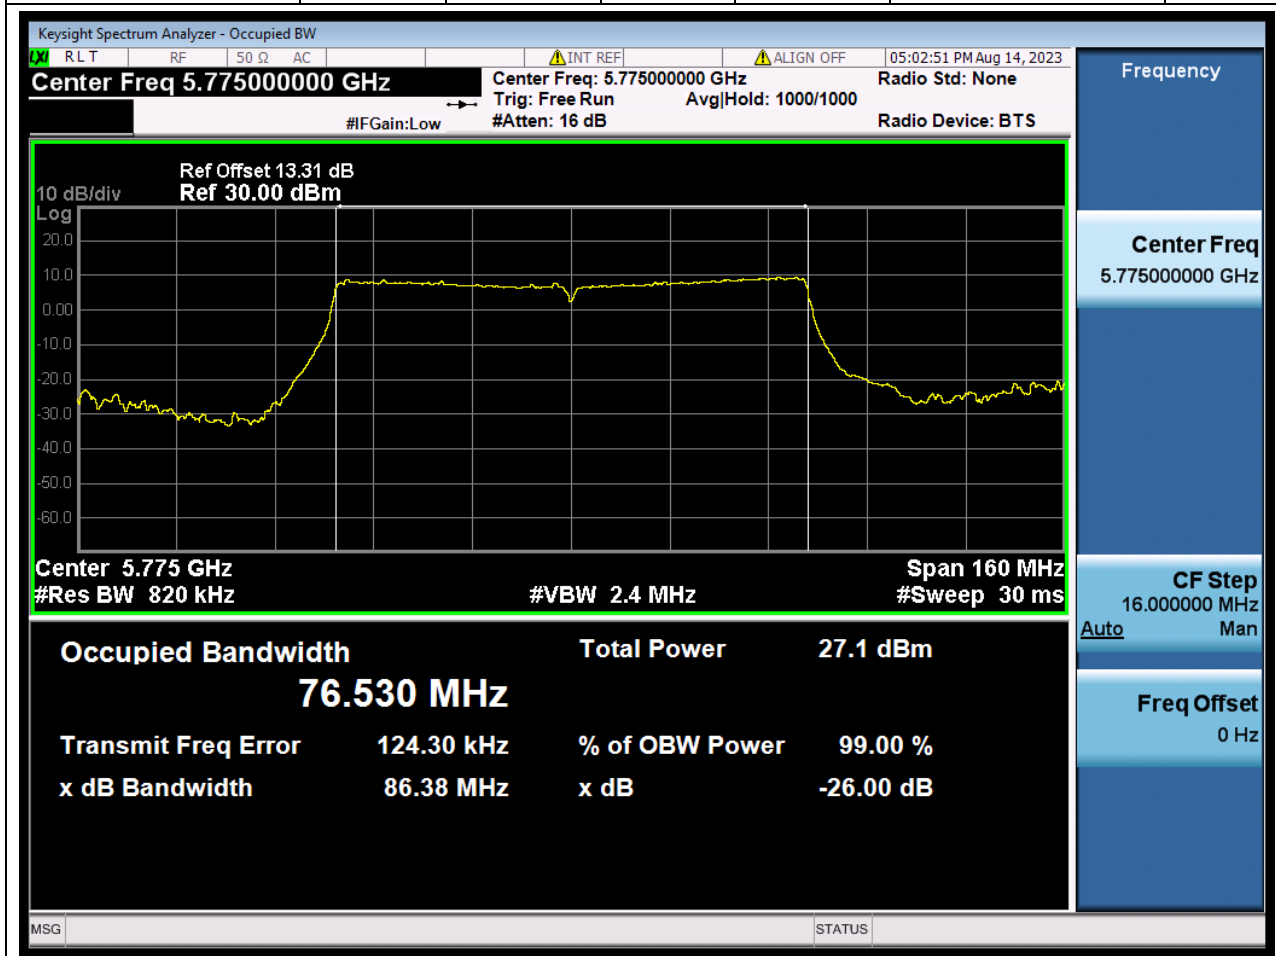 Keysight Spectrum Analyzer - Occupied BW
LXI RLT RF 50 Ω AC INT REF ALIGN OFF 05:02:51 PM Aug 14, 2023
Center Freq 5.775000000 GHz
Center Freq: 5.775000000 GHz Radio Std: None
Trig: Free Run Avg|Hold: 1000/1000
#IFGain:Low #Atten: 16 dB Radio Device: BTS
Ref Offset 13.31 dB
10 dB/div Ref 30.00 dBm
Log
20.0
10.0
0.00
-10.0
-20.0
-30.0
-40.0
-50.0
-60.0
Center 5.775 GHz Span 160 MHz
#Res BW 820 kHz #VBW 2.4 MHz #Sweep 30 ms
Occupied Bandwidth Total Power 27.1 dBm
76.530 MHz
Transmit Freq Error 124.30 kHz % of OBW Power 99.00 %
x dB Bandwidth 86.38 MHz x dB -26.00 dB
MSG STATUS
Frequency
Center Freq
5.775000000 GHz
CF Step
16.000000 MHz
Auto Man
Freq Offset
0 Hz